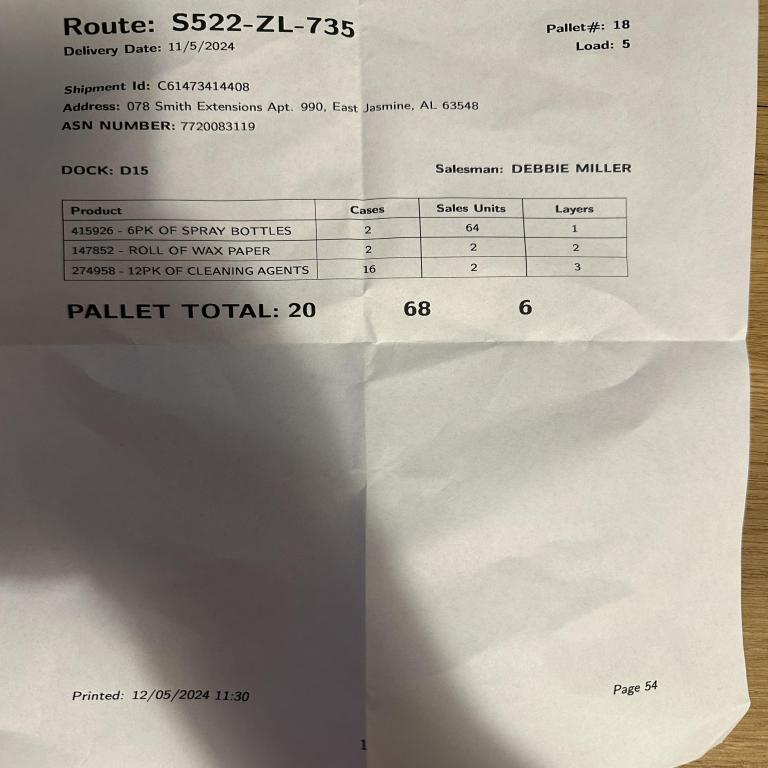 Route: S522-ZL-735
Pallet#: 18
Delivery Date: 11/5/2024
Load: 5
Shipment Id: C61473414408
Address: 078 Smith Extensions Apt. 990, East Jasmine, AL 63548
ASN NUMBER: 7720083119
DOCK: D15
Salesman: DEBBIE MILLER
Product Cases Sales Units Layers
415926 - 6PK OF SPRAY BOTTLES 2 64 1
147852 - ROLL OF WAX PAPER 2 2 2
274958 - 12PK OF CLEANING AGENTS 16 2 3
PALLET TOTAL: 20 68 6
Printed: 12/05/2024 11:30
Page 54
1